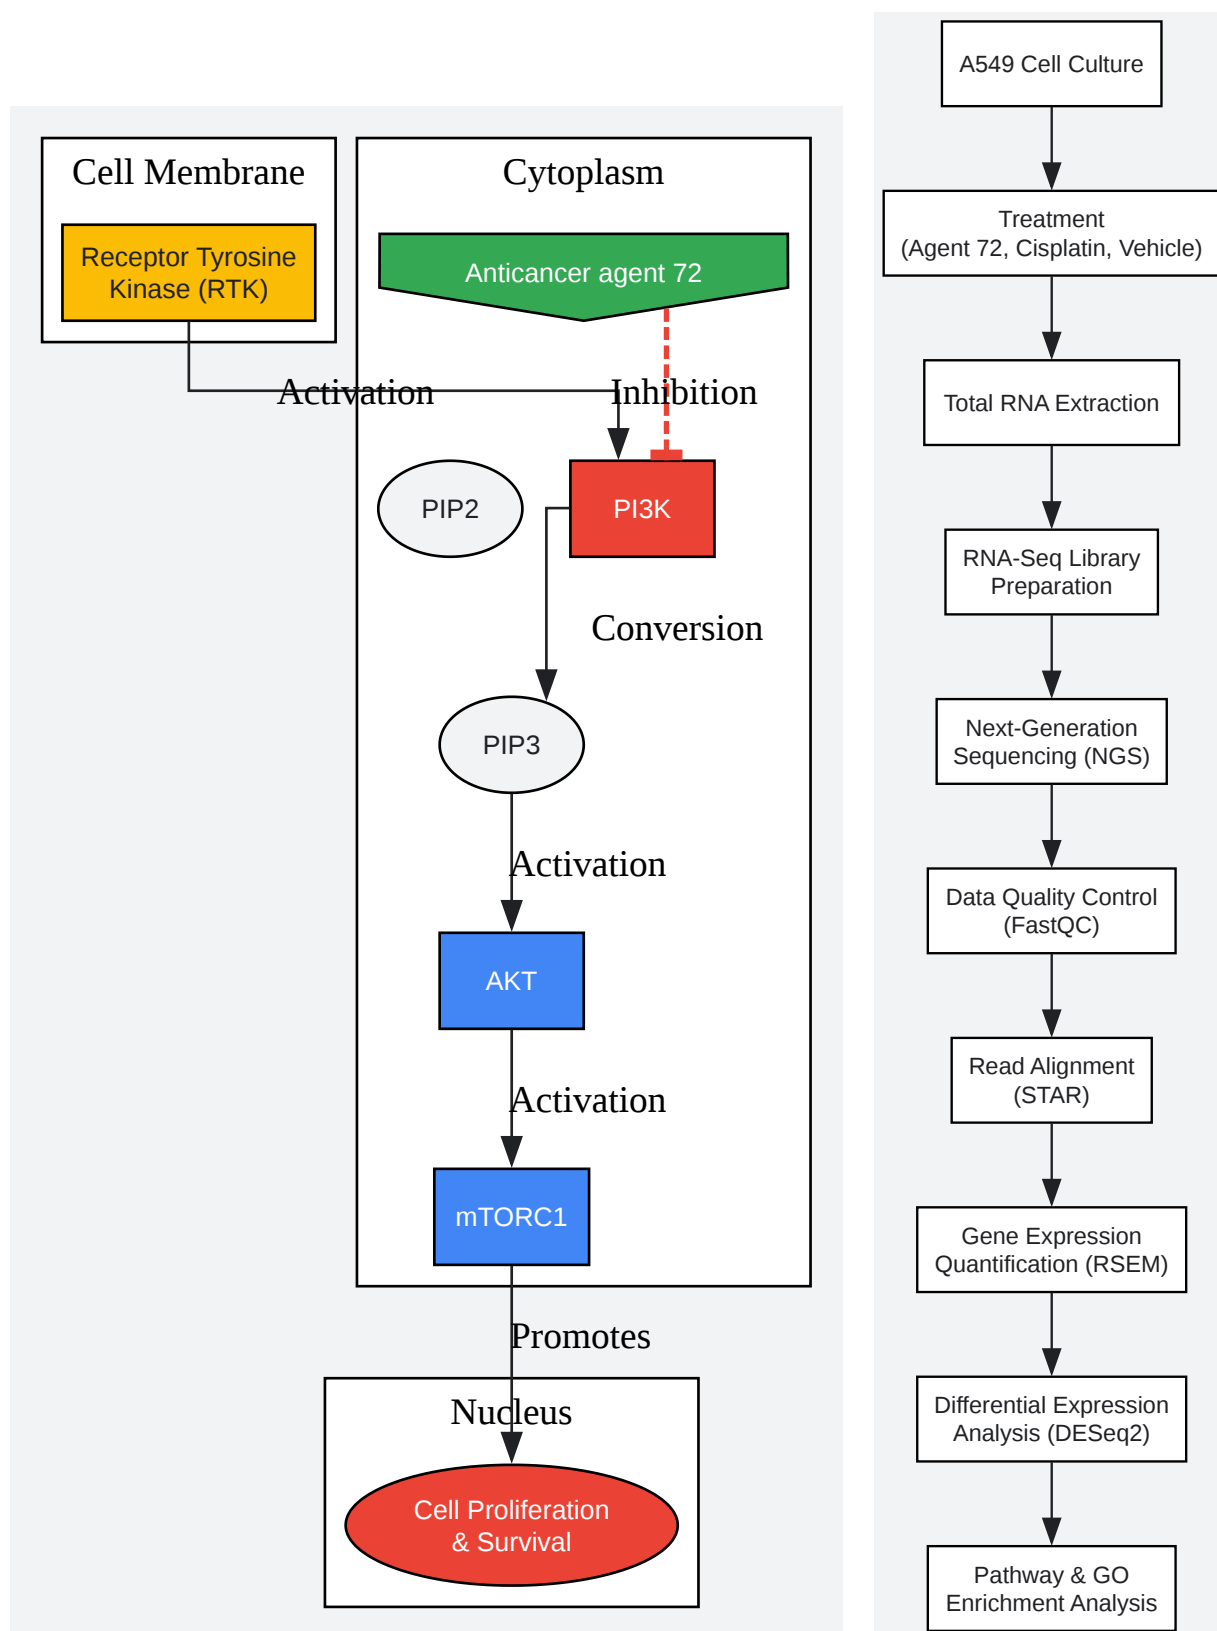 Cell Membrane
Receptor Tyrosine
Kinase (RTK)
Cytoplasm
Anticancer agent 72
Activation
Inhibition
PIP2
PI3K
Conversion
PIP3
Activation
AKT
Activation
mTORC1
Promotes
Nucleus
Cell Proliferation
& Survival
A549 Cell Culture
Treatment
(Agent 72, Cisplatin, Vehicle)
Total RNA Extraction
RNA-Seq Library
Preparation
Next-Generation
Sequencing (NGS)
Data Quality Control
(FastQC)
Read Alignment
(STAR)
Gene Expression
Quantification (RSEM)
Differential Expression
Analysis (DESeq2)
Pathway & GO
Enrichment Analysis